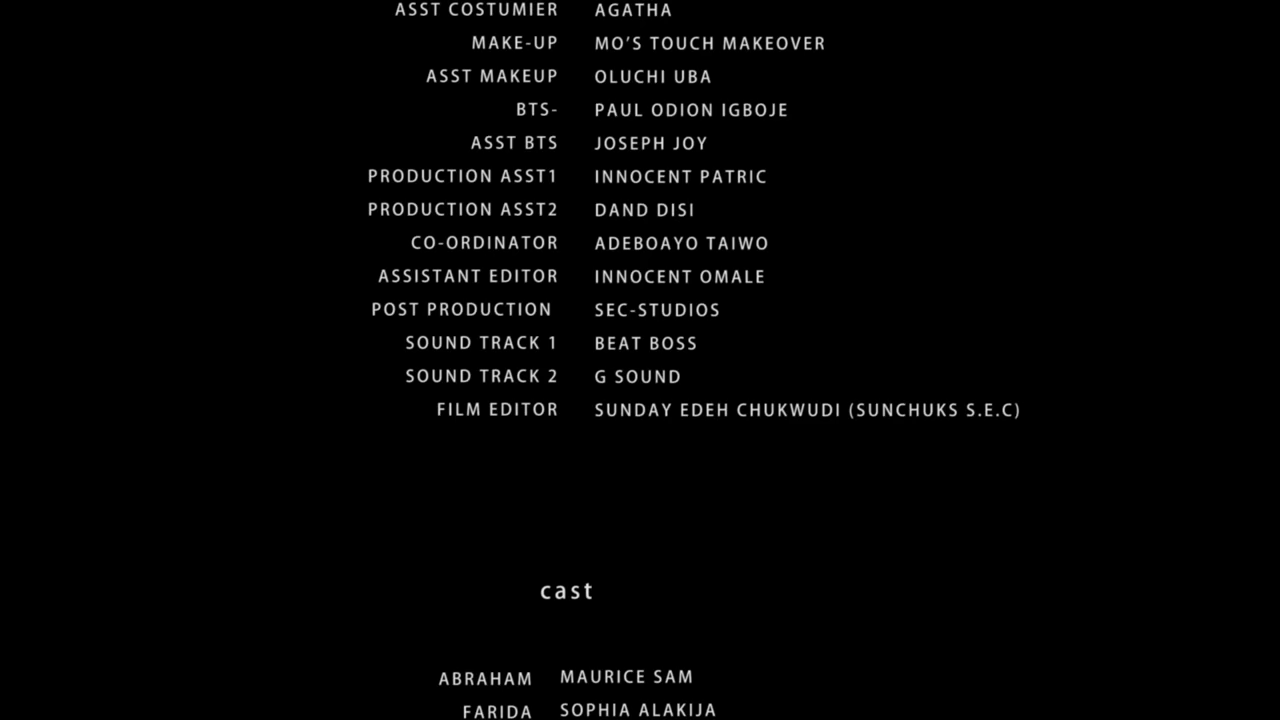 ASST COSTUMIER AGATHA
MAKE-UP MO'S TOUCH MAKEOVER
ASST MAKEUP OLUCHI UBA
BTS- PAUL ODION IGBOJE
ASST BTS JOSEPH JOY
PRODUCTION ASST1 INNOCENT PATRIC
PRODUCTION ASST2 DAND DISI
CO-ORDINATOR ADEBOAYO TAIWO
ASSISTANT EDITOR INNOCENT OMALE
POST PRODUCTION SEC-STUDIOS
SOUND TRACK 1 BEAT BOSS
SOUND TRACK 2 G SOUND
FILM EDITOR SUNDAY EDEH CHUKWUDI (SUNCHUKS S.E.C)
cast
ABRAHAM MAURICE SAM
FARIDA SOPHIA ALAKIJA